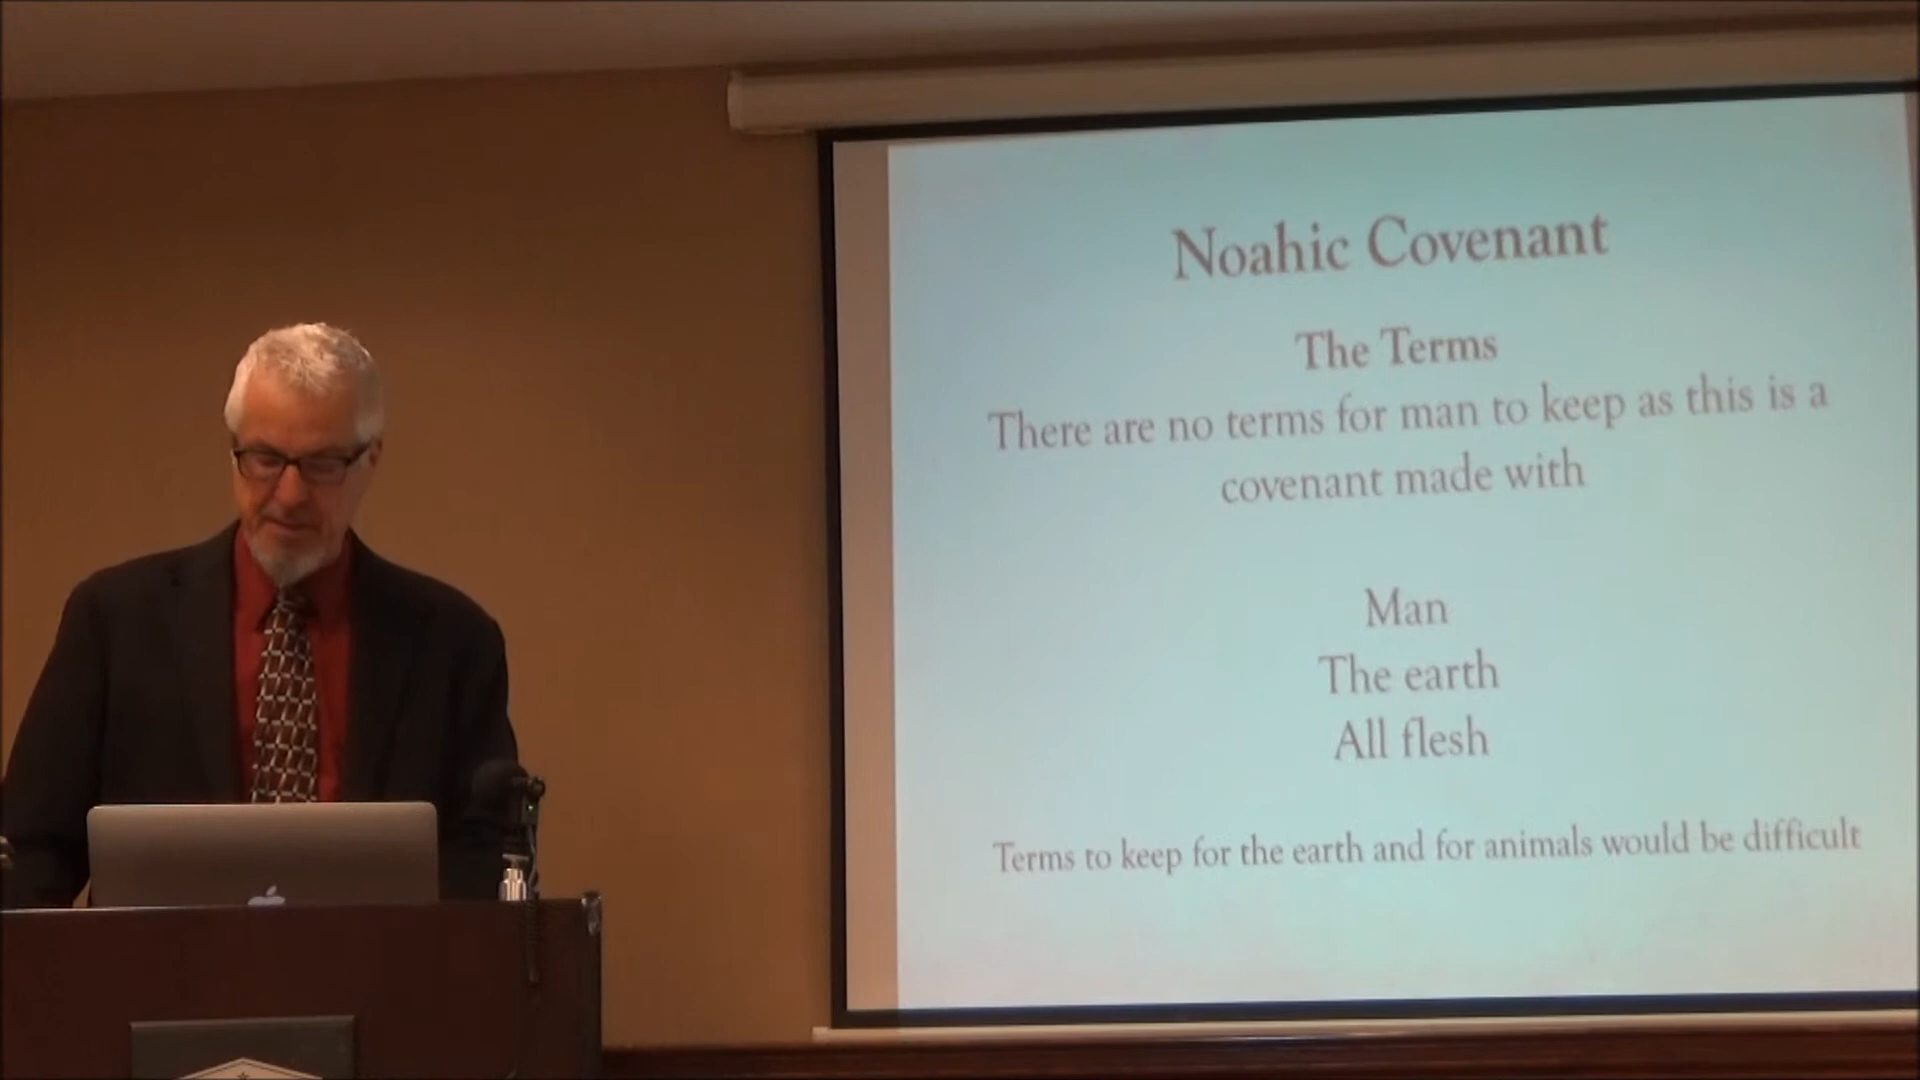 Noahic Covenant
The Terms
There are no terms for man to keep as this is a
covenant made with
Man
The earth
All flesh
Terms to keep for the earth and for animals would be difficult